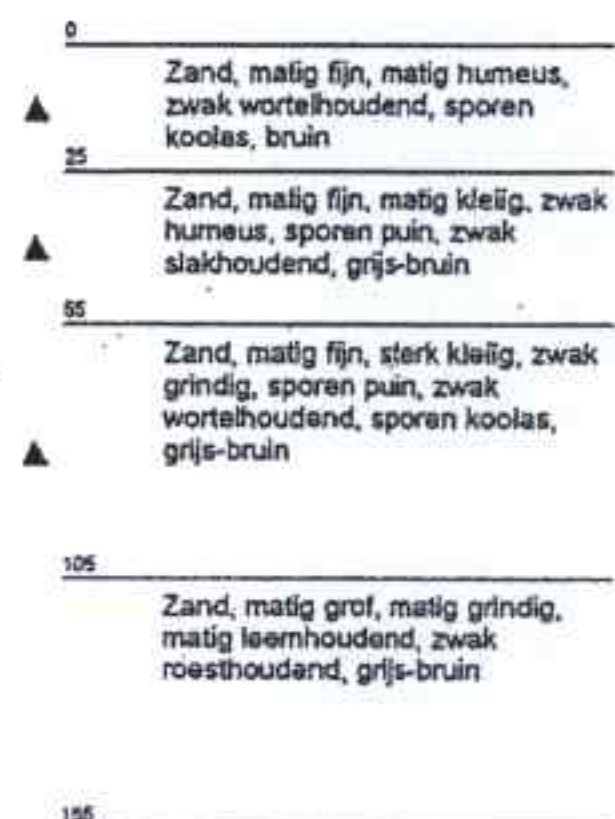 0
Zand, matig fijn, matig humeus,
zwak wortelhoudend, sporen
koolas, bruin
25
Zand, matig fijn, matig kleiig, zwak
humeus, sporen puin, zwak
slakhoudend, grijs-bruin
55
Zand, matig fijn, sterk kleiig, zwak
grindig, sporen puin, zwak
wortelhoudend, sporen koolas,
grijs-bruin
105
Zand, matig grof, matig grindig,
matig leemhoudend, zwak
roesthoudend, grijs-bruin
155